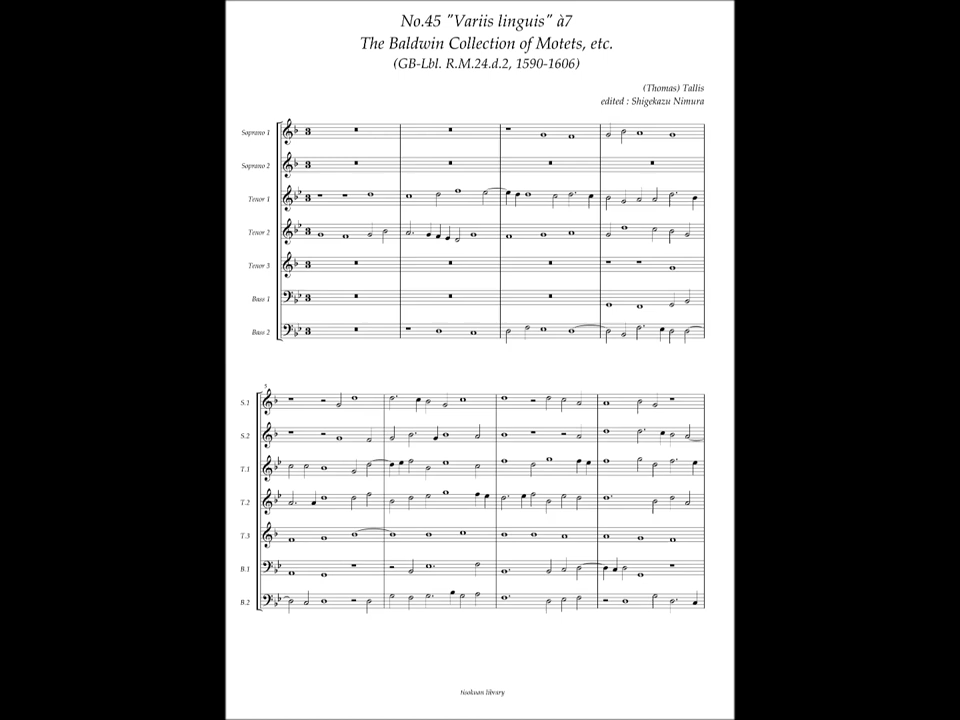 No.45 "Variis linguis" à7
The Baldwin Collection of Motets, etc.
(GB-Lbl. R.M.24.d.2, 1590-1606)
(Thomas) Tallis
edited : Shigekazu Nimura
Soprano 1
Soprano 2
Tenor 1
Tenor 2
Tenor 3
Bass 1
Bass 2
5
S.1
S.2
T.1
T.2
T.3
B.1
B.2
library